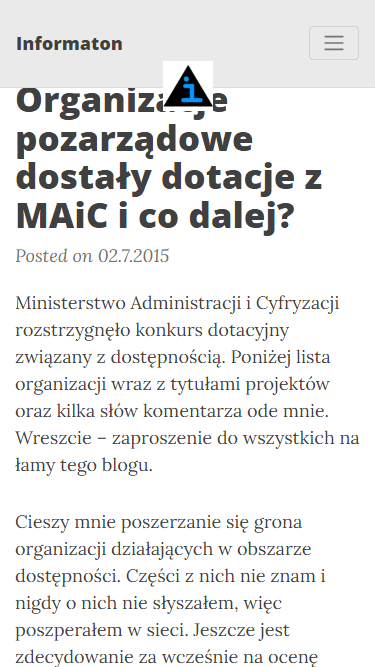 Informaton
Organizacje
pozarządowe
dostały dotacje z
MAiC i co dalej?
Posted on 02.7.2015
Ministerstwo Administracji i Cyfryzacji
rozstrzygnęło konkurs dotacyjny
związany z dostępnością. Poniżej lista
organizacji wraz z tytułami projektów
oraz kilka słów komentarza ode mnie.
Wreszcie – zaproszenie do wszystkich na
łamy tego blogu.
Cieszy mnie poszerzanie się grona
organizacji działających w obszarze
dostępności. Części z nich nie znam i
nigdy o nich nie słyszałem, więc
poszperałem w sieci. Jeszcze jest
zdecydowanie za wcześnie na ocenę